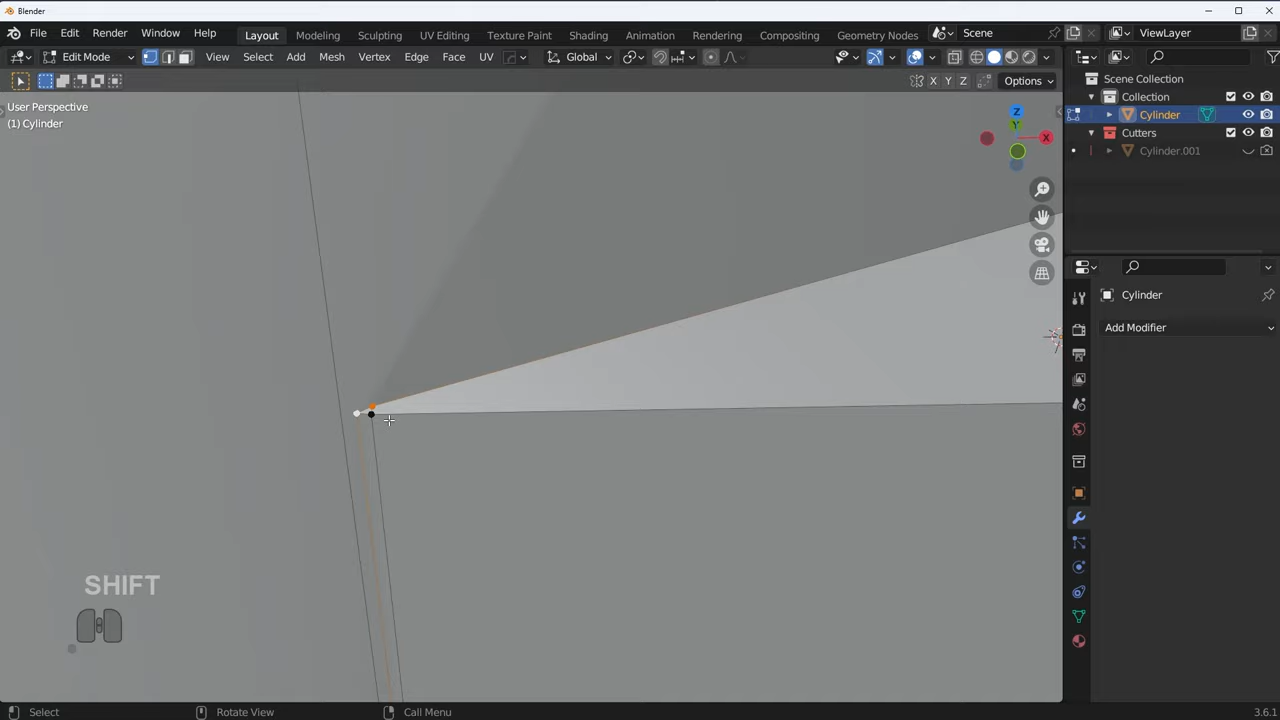 Blender
File Edit Render Window Help
Layout Modeling Sculpting UV Editing Texture Paint Shading Animation Rendering Compositing Geometry Nodes
Scene
ViewLayer
Edit Mode
View Select Add Mesh Vertex Edge Face UV
Global
X Y Z
Options
User Perspective
(1) Cylinder
Z
Y
X
Scene Collection
Collection
Cylinder
Cutters
Cylinder.001
Cylinder
Add Modifier
SHIFT
Select
Rotate View
Call Menu
3.6.1